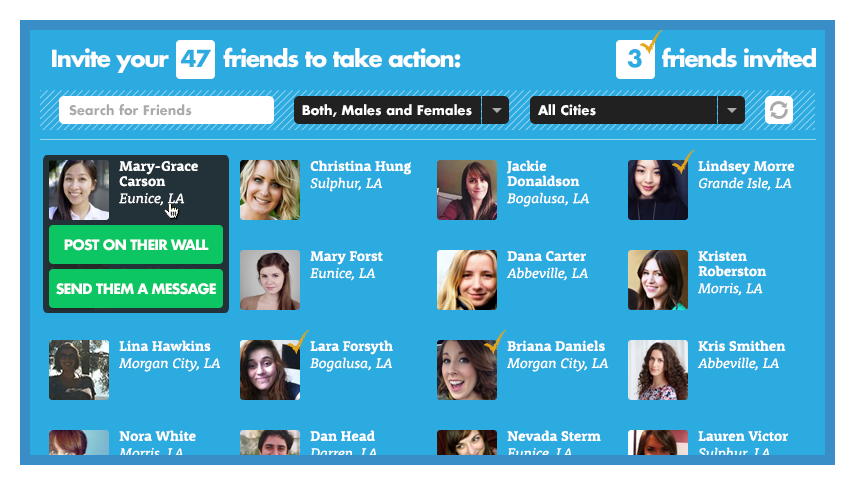 Invite your 47 friends to take action:
3 friends invited
Search for Friends
Both, Males and Females
All Cities
Mary-Grace
Carson
Eunice, LA
POST ON THEIR WALL
SEND THEM A MESSAGE
Christina Hung
Sulphur, LA
Jackie
Donaldson
Bogalusa, LA
Lindsey Morre
Grande Isle, LA
Mary Forst
Eunice, LA
Dana Carter
Abbeville, LA
Kristen
Roberston
Morris, LA
Lina Hawkins
Morgan City, LA
Lara Forsyth
Bogalusa, LA
Briana Daniels
Morgan City, LA
Kris Smithen
Abbeville, LA
Nora White
Morris, LA
Dan Head
Darren, LA
Nevada Sterm
Eunice, LA
Lauren Victor
Sulphur, LA